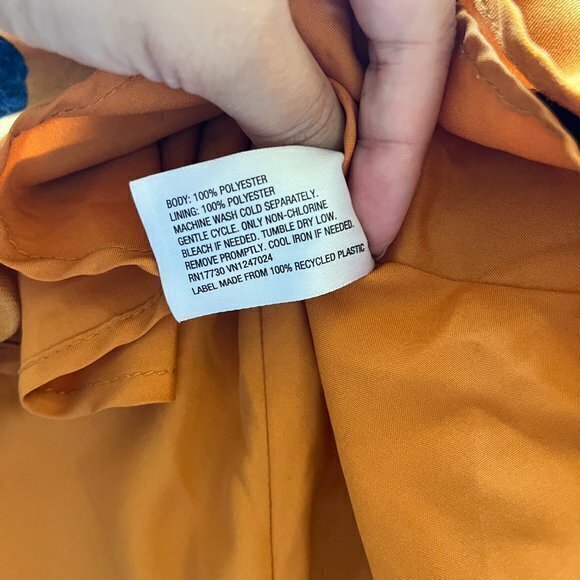 BODY: 100% POLYESTER
LINING: 100% POLYESTER
MACHINE WASH COLD SEPARATELY.
GENTLE CYCLE. ONLY NON-CHLORINE
BLEACH IF NEEDED. TUMBLE DRY LOW.
REMOVE PROMPTLY. COOL IRON IF NEEDED.
RN17730 VN1247024
LABEL MADE FROM 100% RECYCLED PLASTIC